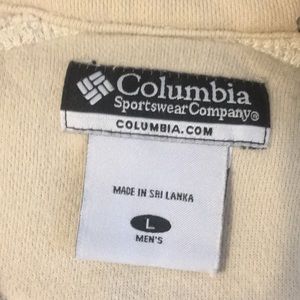 Columbia
Sportswear Company®
COLUMBIA.COM
MADE IN SRI LANKA
L
MEN'S